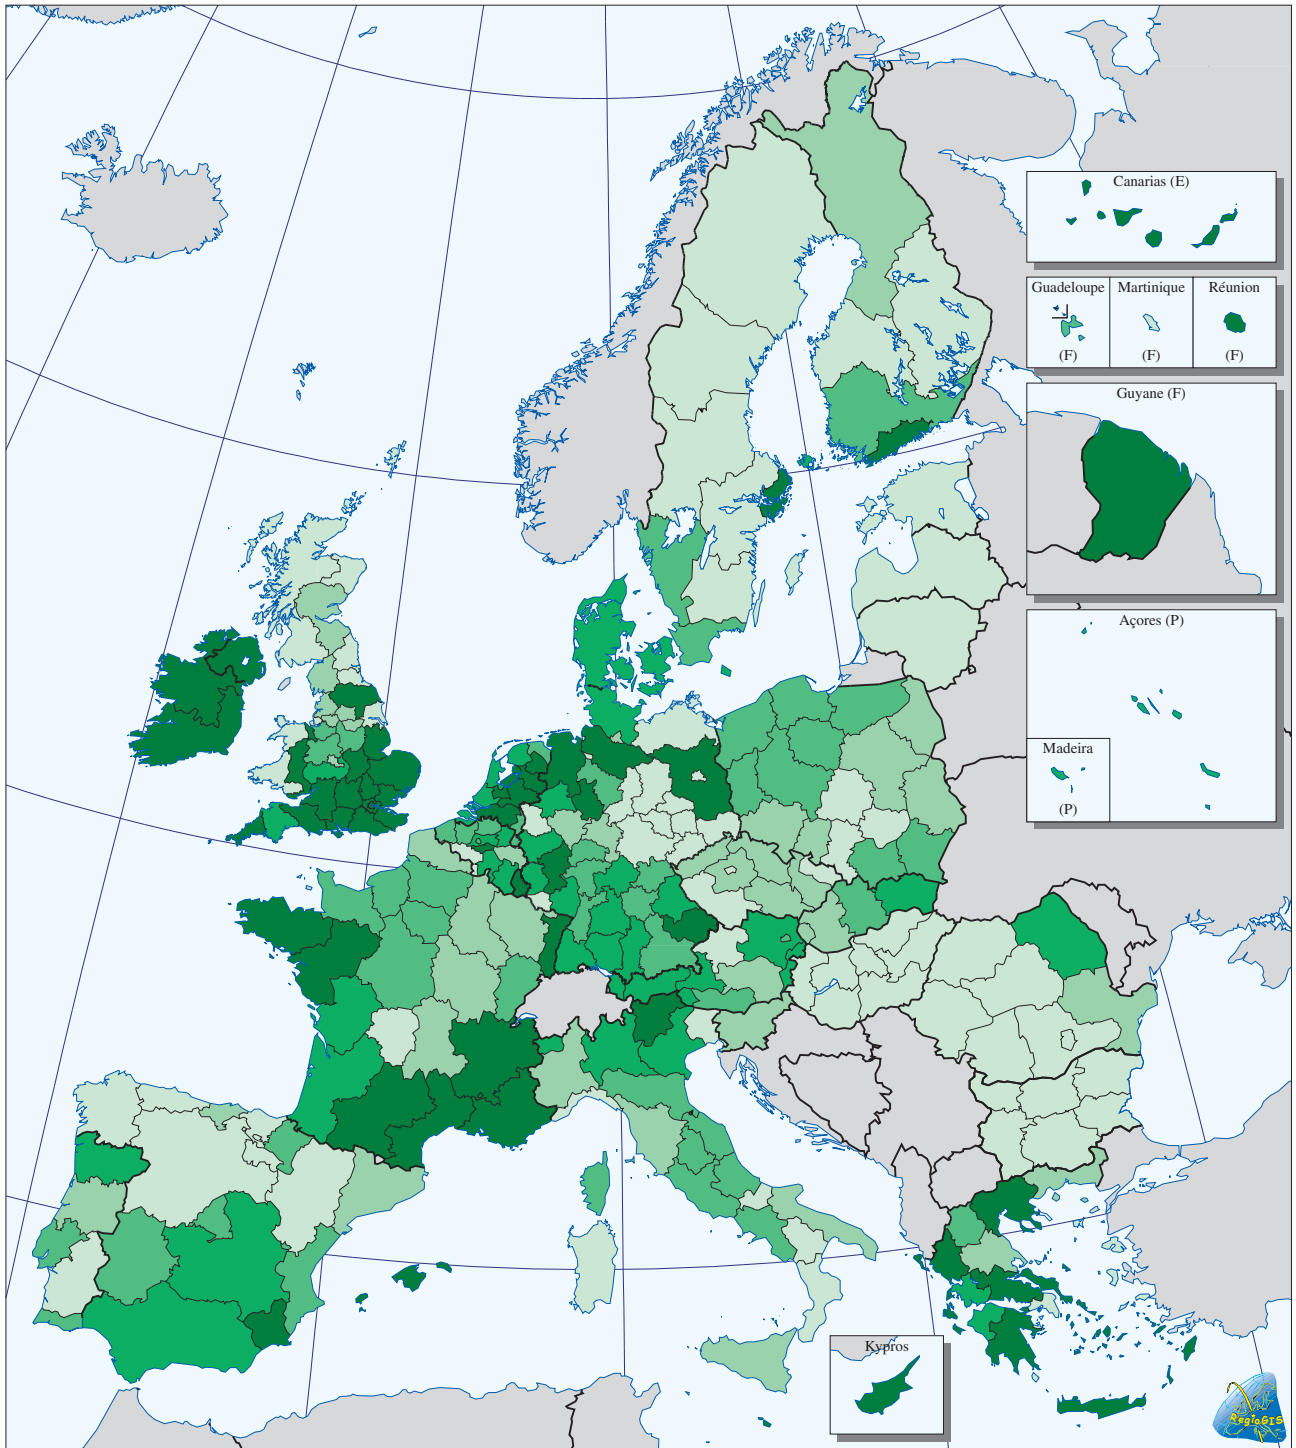 Canarias (E)
Guadeloupe
(F)
Martinique
(F)
Réunion
(F)
Guyane (F)
Açores (P)
Madeira
(P)
Kypros
RegioGIS